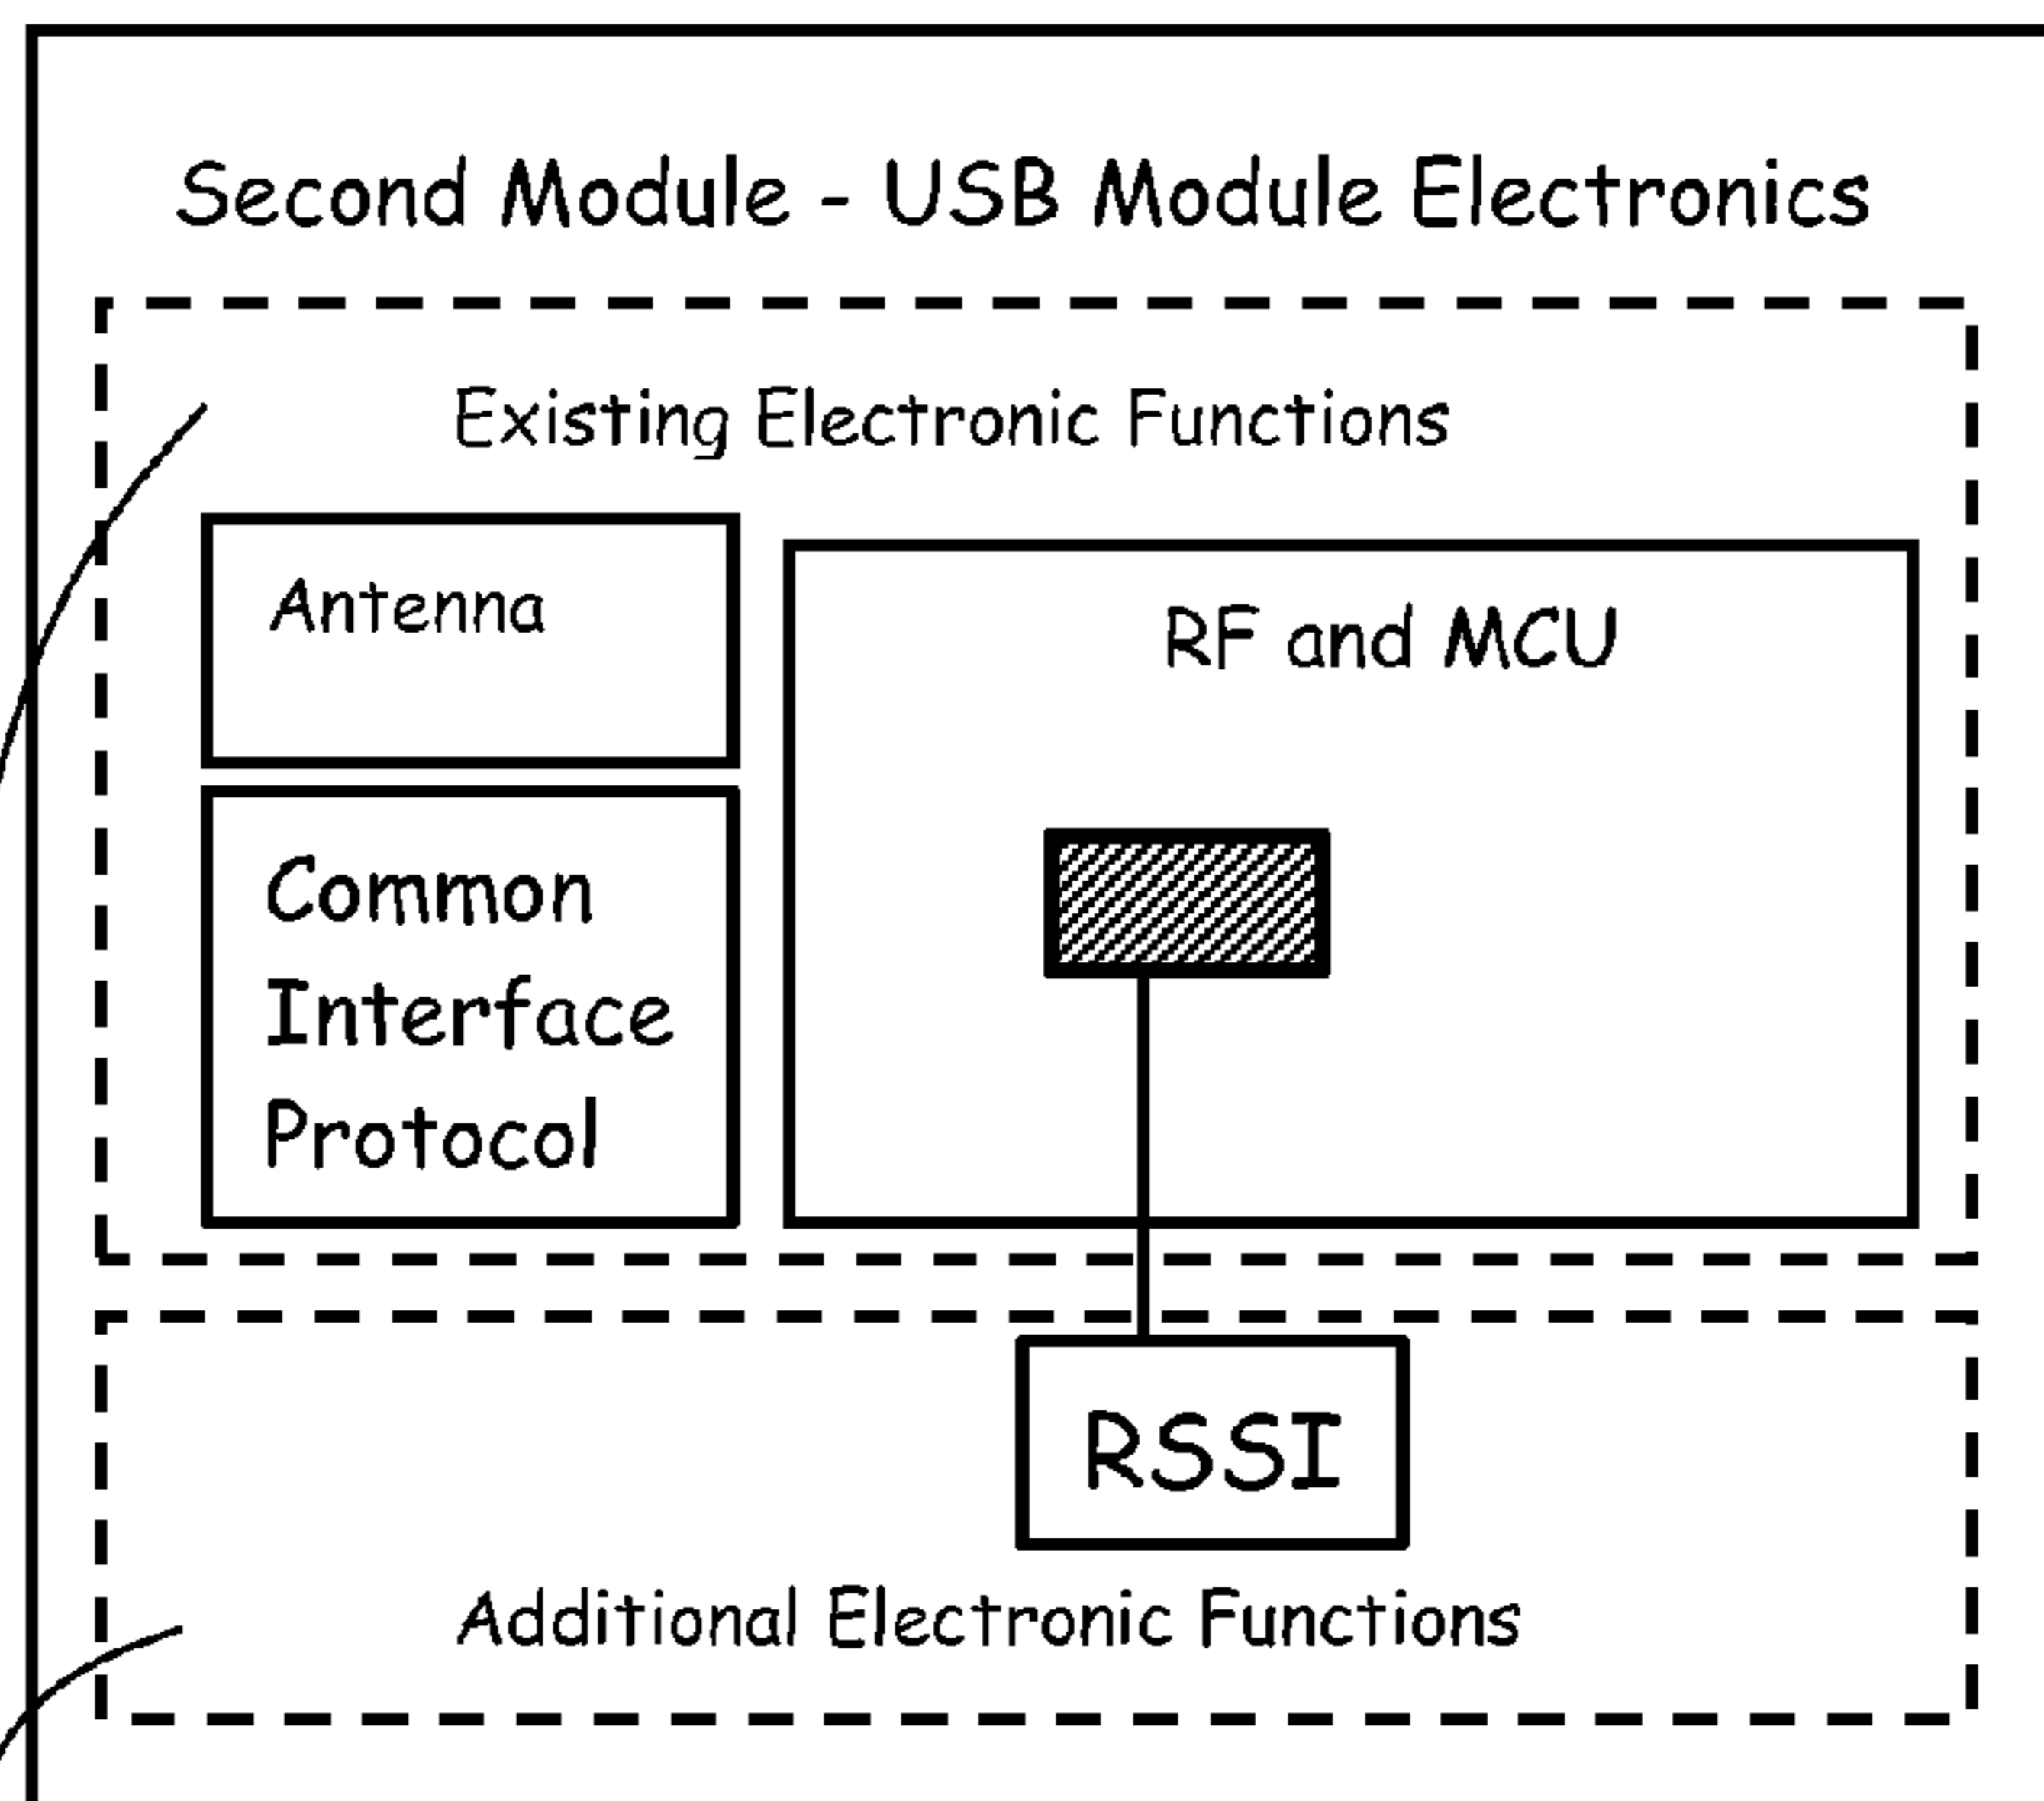 Second Module - USB Module Electronics
Existing Electronic Functions
Antenna
RF and MCU
Common
Interface
Protocol
RSSI
Additional Electronic Functions